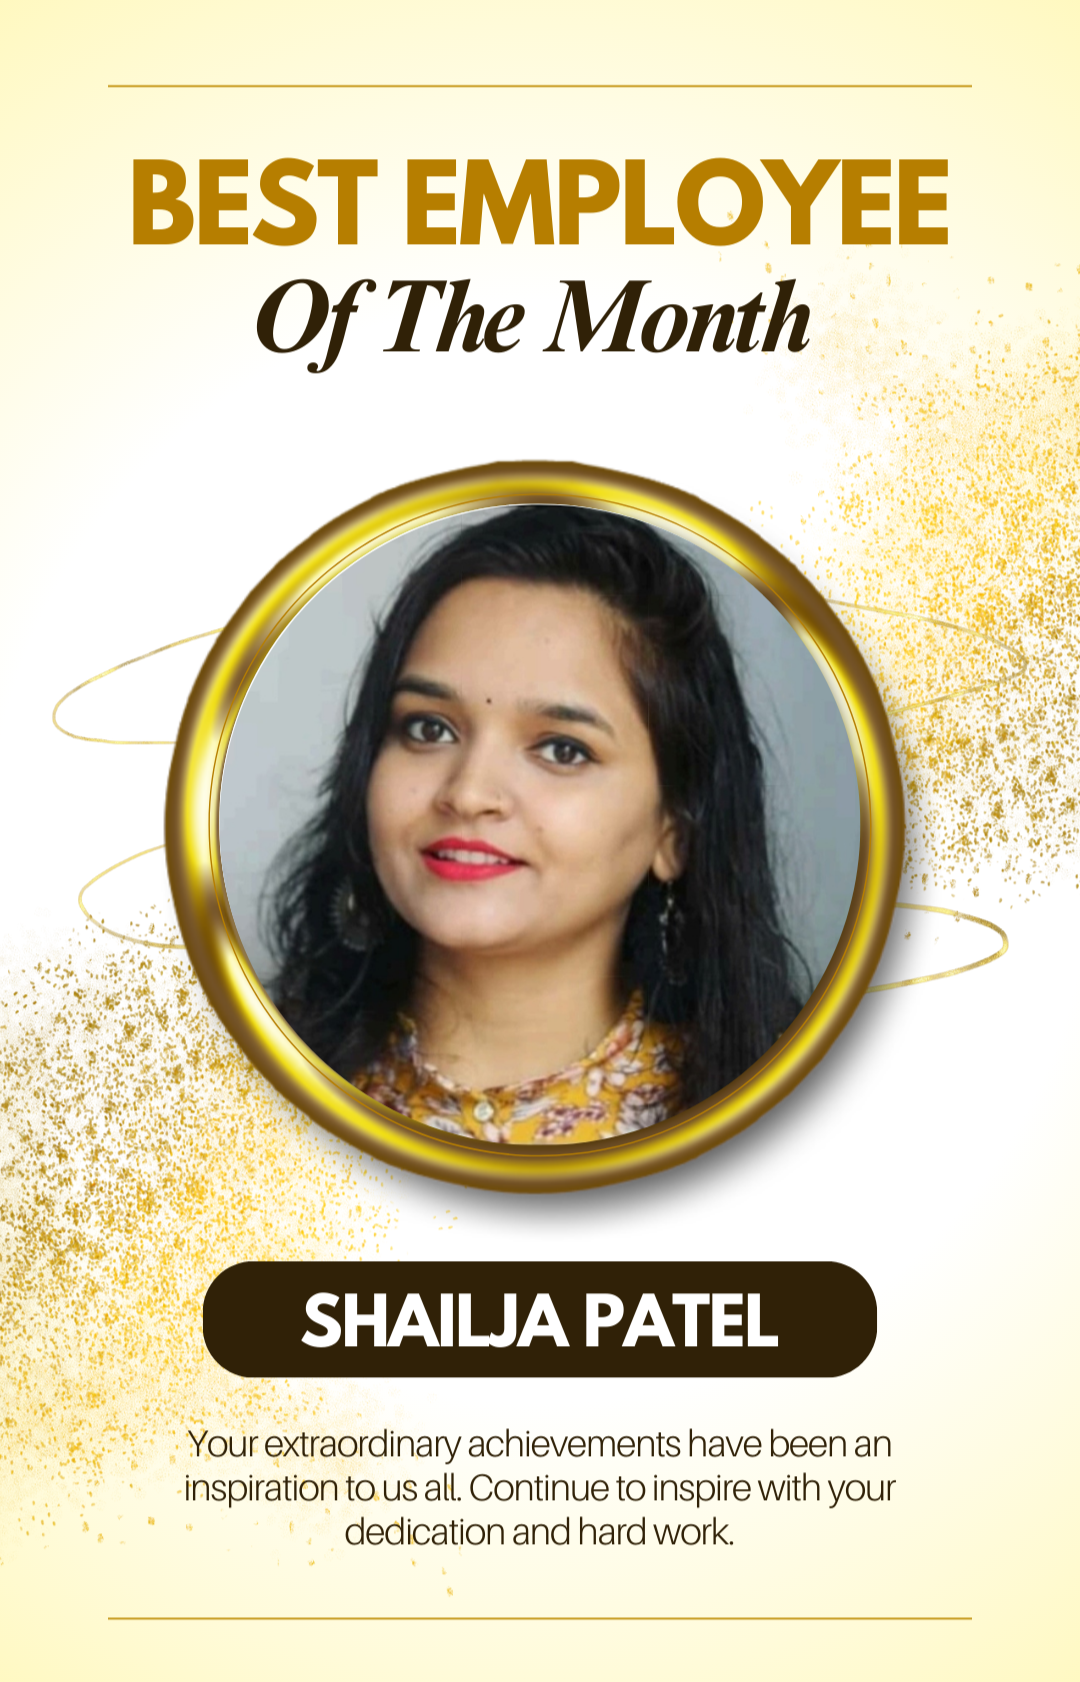 BEST EMPLOYEE
Of The Month
SHAILJA PATEL
Your extraordinary achievements have been an
inspiration to us all. Continue to inspire with your
dedication and hard work.